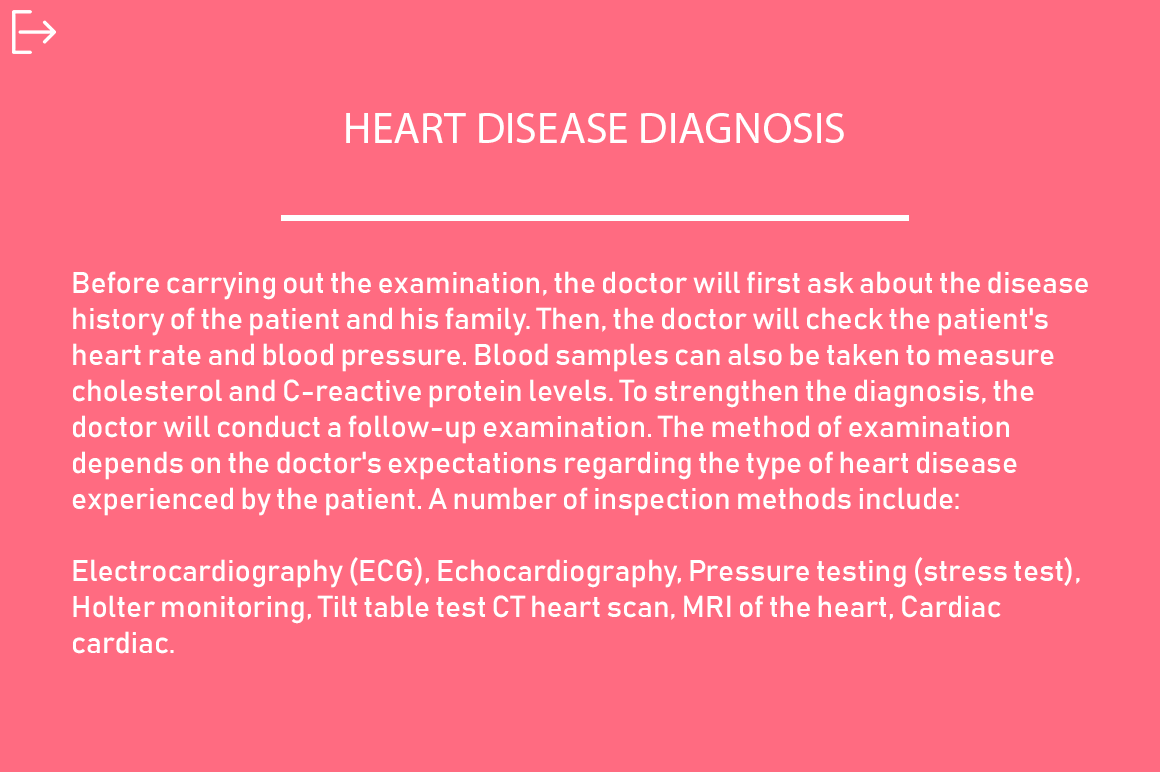 HEART DISEASE DIAGNOSIS
Before carrying out the examination, the doctor will first ask about the disease
history of the patient and his family. Then, the doctor will check the patient's
heart rate and blood pressure. Blood samples can also be taken to measure
cholesterol and C-reactive protein levels. To strengthen the diagnosis, the
doctor will conduct a follow-up examination. The method of examination
depends on the doctor's expectations regarding the type of heart disease
experienced by the patient. A number of inspection methods include:
Electrocardiography (ECG), Echocardiography, Pressure testing (stress test),
Holter monitoring, Tilt table test CT heart scan, MRI of the heart, Cardiac
cardiac.